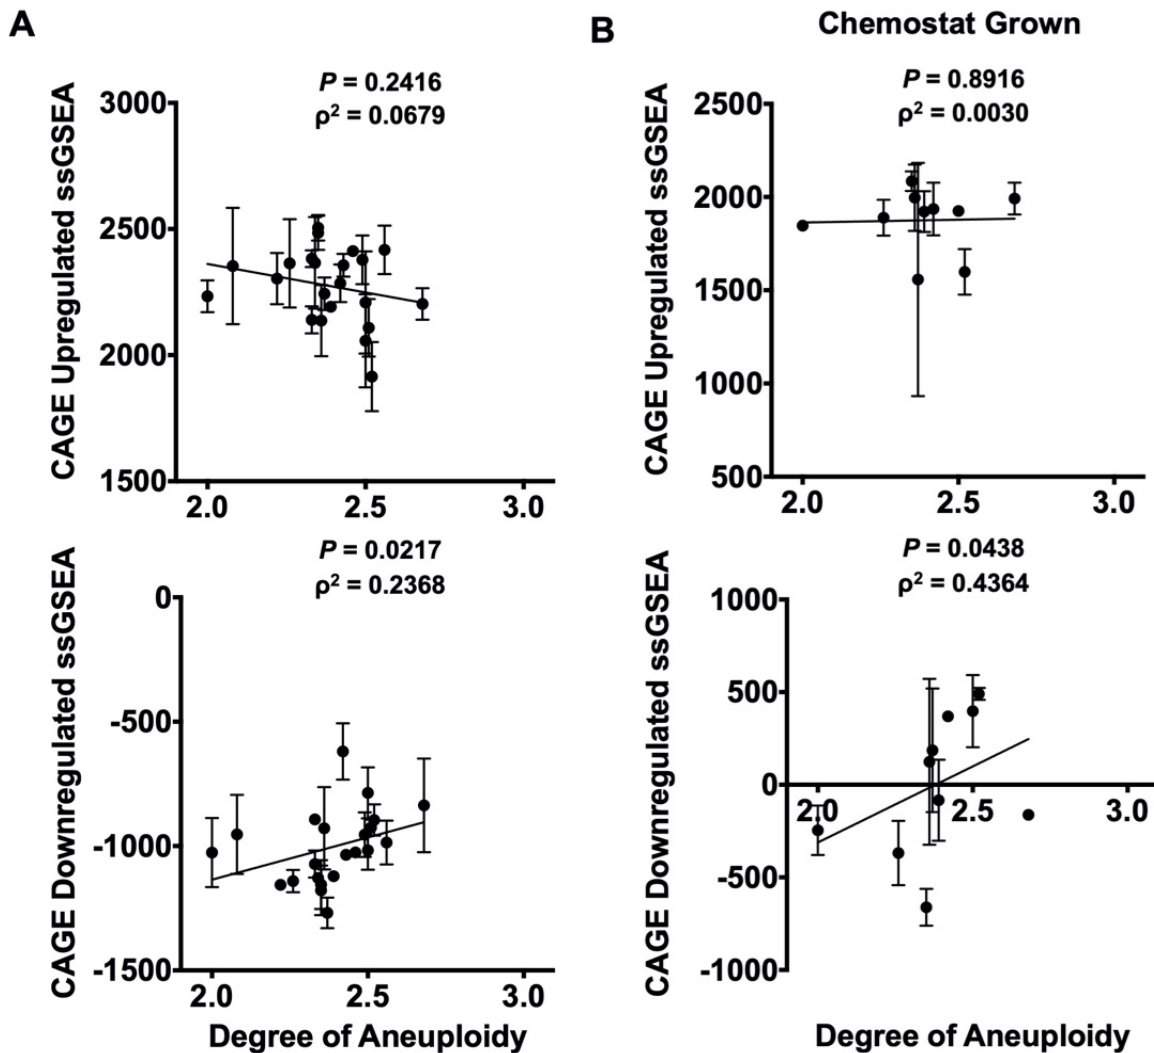 A
P = 0.2416
ρ² = 0.0679
CAGE Upregulated ssGSEA
3000
2500
2000
1500
2.0 2.5 3.0
B
Chemostat Grown
P = 0.8916
ρ² = 0.0030
CAGE Upregulated ssGSEA
2500
2000
1500
1000
500
2.0 2.5 3.0
P = 0.0217
ρ² = 0.2368
CAGE Downregulated ssGSEA
0
-500
-1000
-1500
2.0 2.5 3.0
Degree of Aneuploidy
P = 0.0438
ρ² = 0.4364
CAGE Downregulated ssGSEA
1000
500
0
-500
-1000
2.0 2.5 3.0
Degree of Aneuploidy